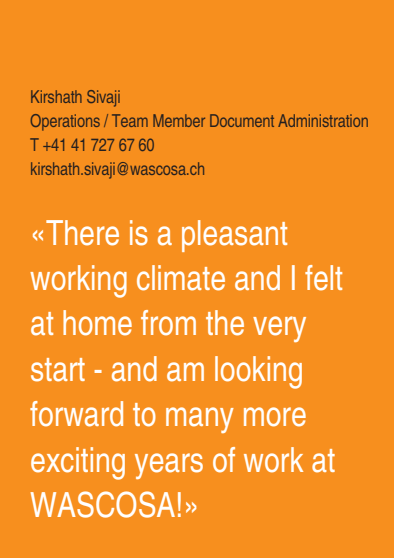 Kirshath Sivaji
Operations / Team Member Document Administration
T +41 41 727 67 60
kirshath.sivaji@wascosa.ch
«There is a pleasant
working climate and I felt
at home from the very
start - and am looking
forward to many more
exciting years of work at
WASCOSA!»